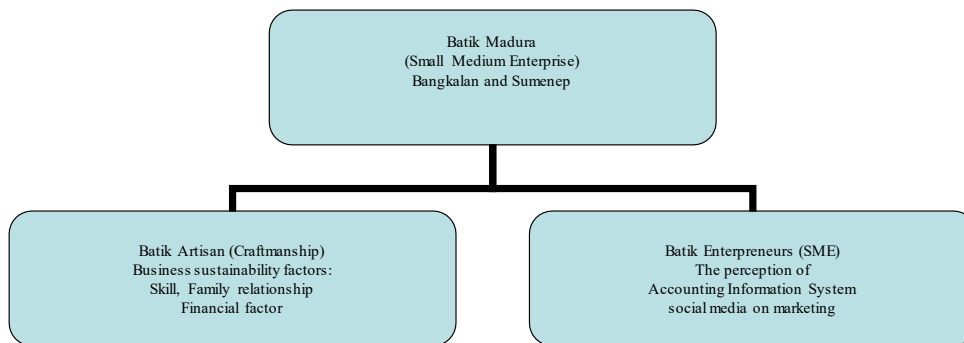 Batik Madura
(Small Medium Enterprise)
Bangkalan and Sumenep
Batik Artisan (Craftmanship)
Business sustainability factors:
Skill, Family relationship
Financial factor
Batik Enterpreneurs (SME)
The perception of
Accounting Information System
social media on marketing